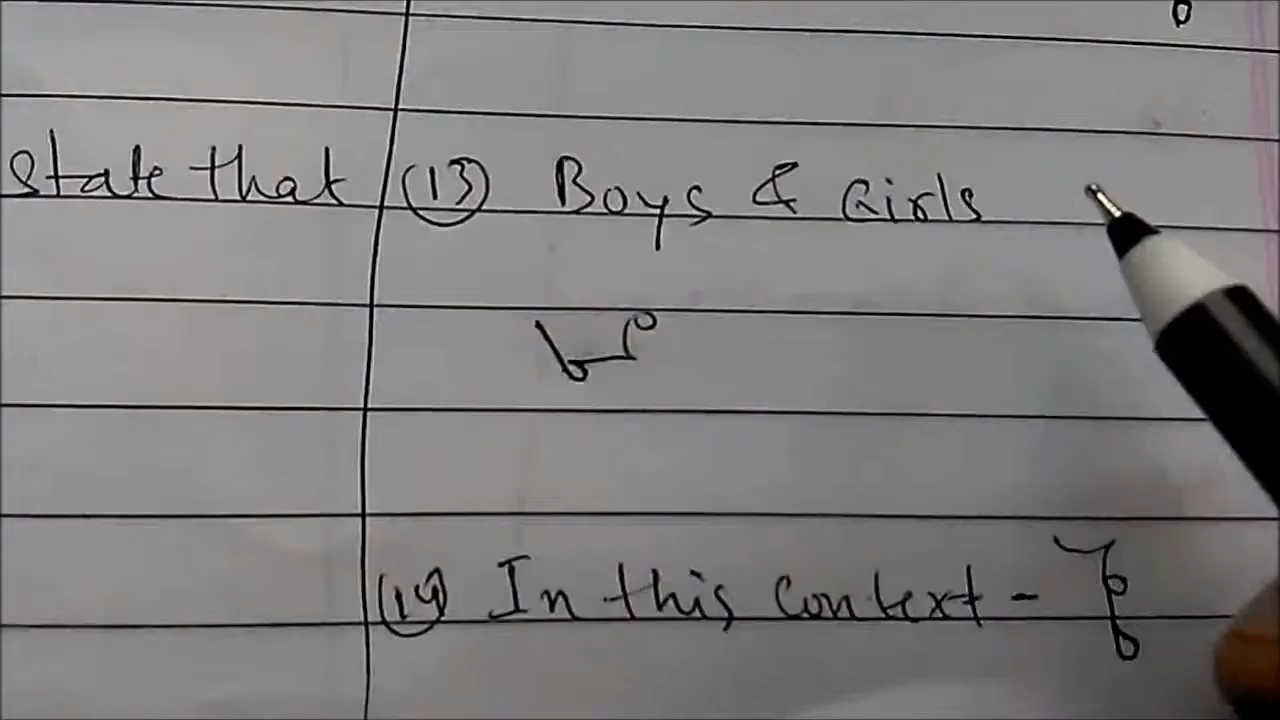 state that (13) Boys & Girls
(14) In this context -